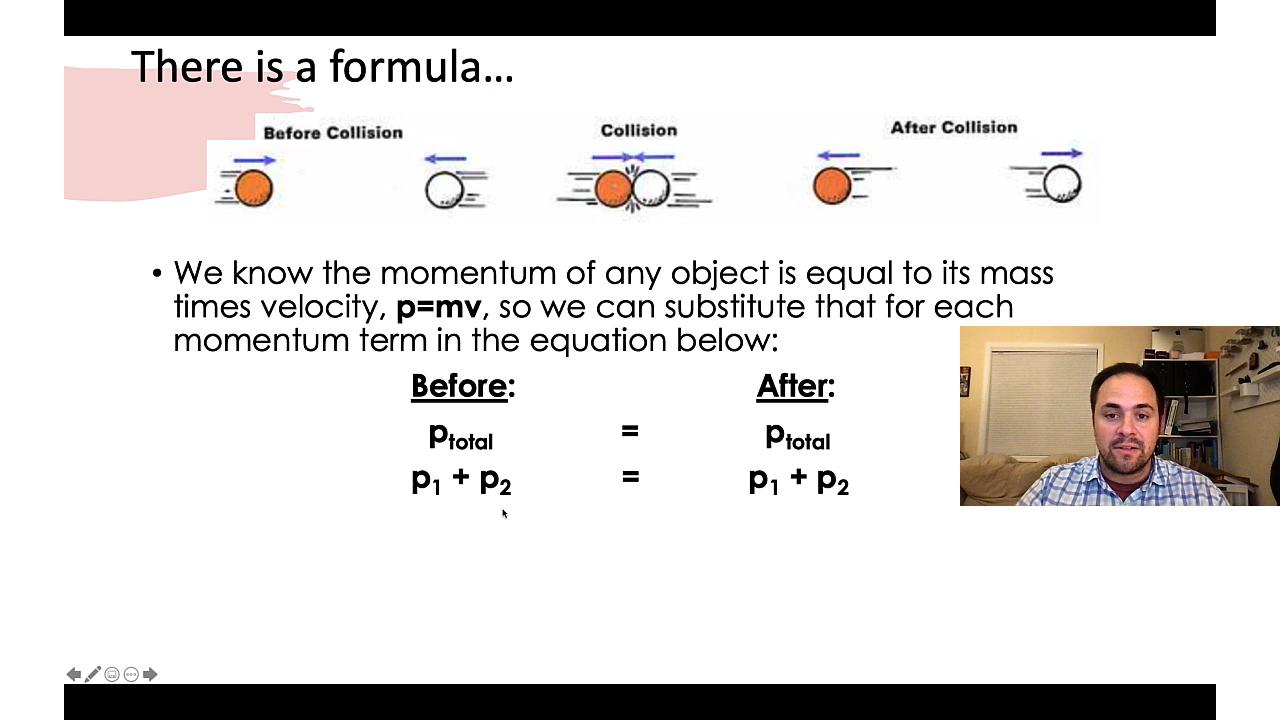 There is a formula...
Before Collision
Collision
After Collision
• We know the momentum of any object is equal to its mass
times velocity, p=mv, so we can substitute that for each
momentum term in the equation below:
Before: After:
p₍total₎ = p₍total₎
p₁ + p₂ = p₁ + p₂